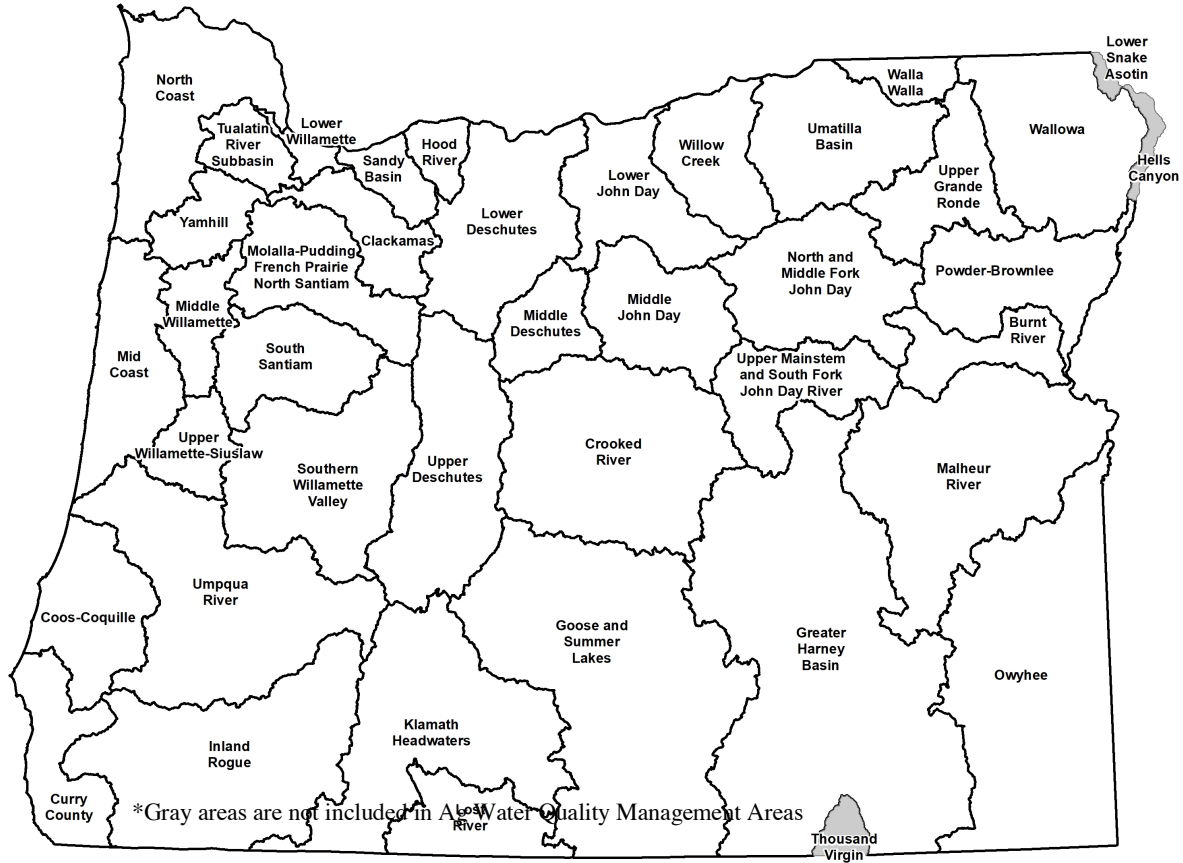 Lower
Snake
Asotin
North
Coast
Walla
Walla
Lower
Willamette
Tualatin
River
Subbasin
Hood
River
Sandy
Basin
Willow
Creek
Umatilla
Basin
Wallowa
Hells
Canyon
Lower
John Day
Upper
Grande
Ronde
Yamhill
Lower
Deschutes
Clackamas
Molalla-Pudding
French Prairie
North Santiam
North and
Middle Fork
John Day
Powder-Brownlee
Middle
Willamette
Middle
Deschutes
Middle
John Day
Burnt
River
Mid
Coast
South
Santiam
Upper Mainstem
and South Fork
John Day River
Upper
Willamette-Siuslaw
Southern
Willamette
Valley
Upper
Deschutes
Crooked
River
Malheur
River
Umpqua
River
Coos-Coquille
Goose and
Summer
Lakes
Greater
Harney
Basin
Owyhee
Klamath
Headwaters
Inland
Rogue
Curry
County
*Gray areas are not included in Ag Water Quality Management Areas
Lost
River
Thousand
Virgin